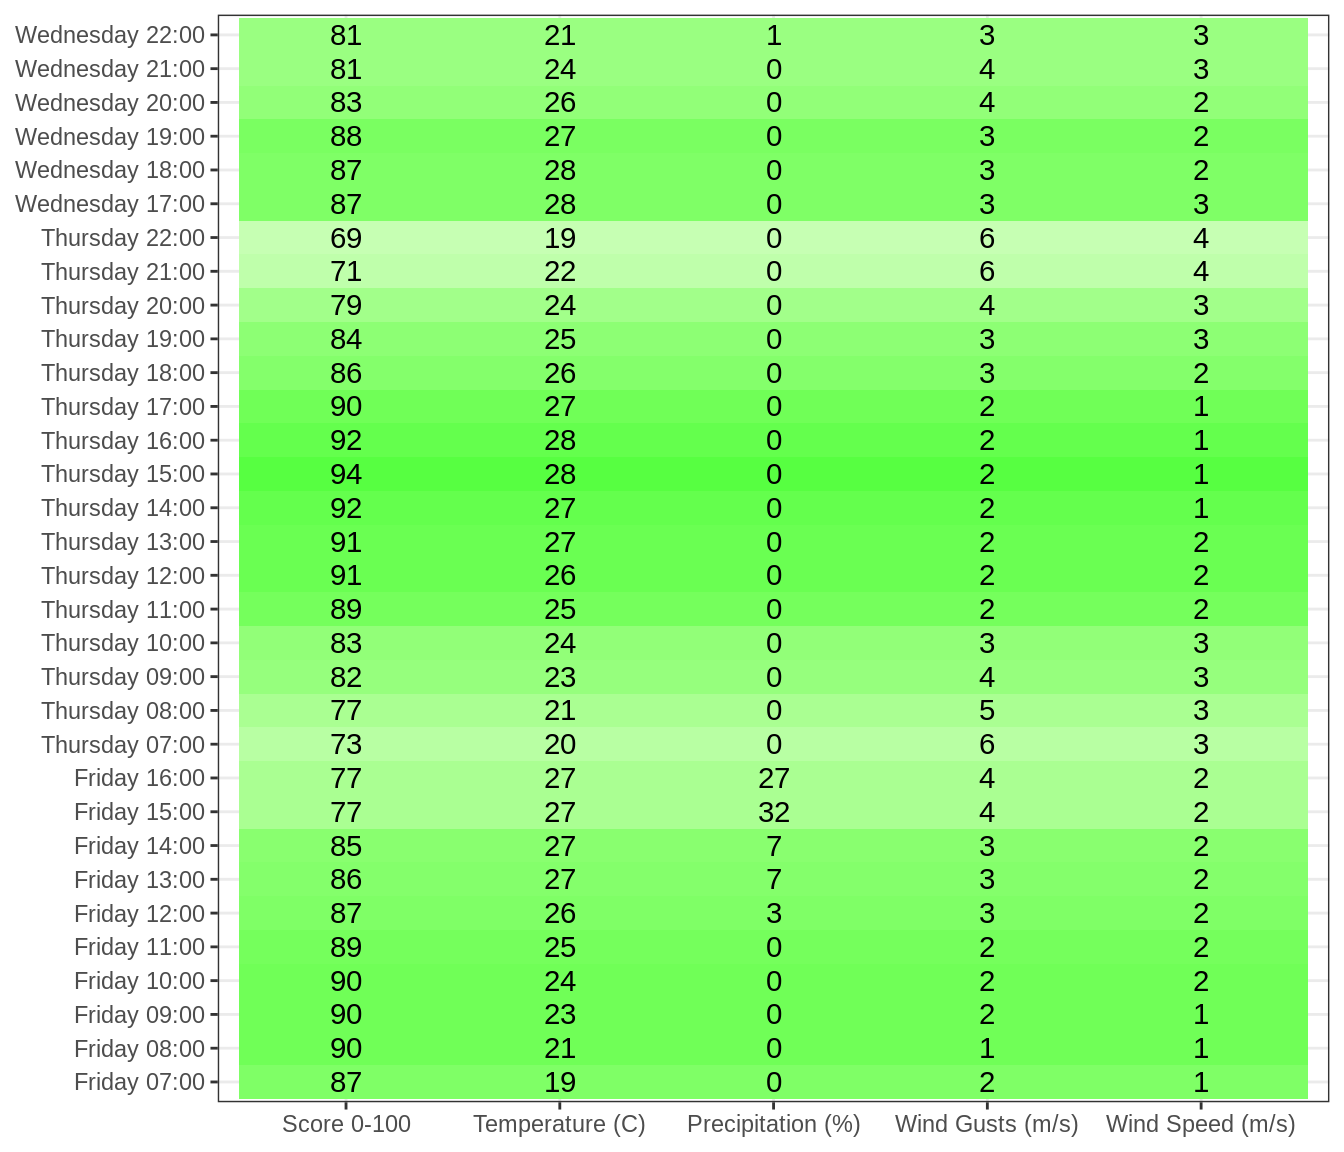 Wednesday 22:00 81 21 1 3 3
Wednesday 21:00 81 24 0 4 3
Wednesday 20:00 83 26 0 4 2
Wednesday 19:00 88 27 0 3 2
Wednesday 18:00 87 28 0 3 2
Wednesday 17:00 87 28 0 3 3
Thursday 22:00 69 19 0 6 4
Thursday 21:00 71 22 0 6 4
Thursday 20:00 79 24 0 4 3
Thursday 19:00 84 25 0 3 3
Thursday 18:00 86 26 0 3 2
Thursday 17:00 90 27 0 2 1
Thursday 16:00 92 28 0 2 1
Thursday 15:00 94 28 0 2 1
Thursday 14:00 92 27 0 2 1
Thursday 13:00 91 27 0 2 2
Thursday 12:00 91 26 0 2 2
Thursday 11:00 89 25 0 2 2
Thursday 10:00 83 24 0 3 3
Thursday 09:00 82 23 0 4 3
Thursday 08:00 77 21 0 5 3
Thursday 07:00 73 20 0 6 3
Friday 16:00 77 27 27 4 2
Friday 15:00 77 27 32 4 2
Friday 14:00 85 27 7 3 2
Friday 13:00 86 27 7 3 2
Friday 12:00 87 26 3 3 2
Friday 11:00 89 25 0 2 2
Friday 10:00 90 24 0 2 2
Friday 09:00 90 23 0 2 1
Friday 08:00 90 21 0 1 1
Friday 07:00 87 19 0 2 1
Score 0-100 Temperature (C) Precipitation (%) Wind Gusts (m/s) Wind Speed (m/s)